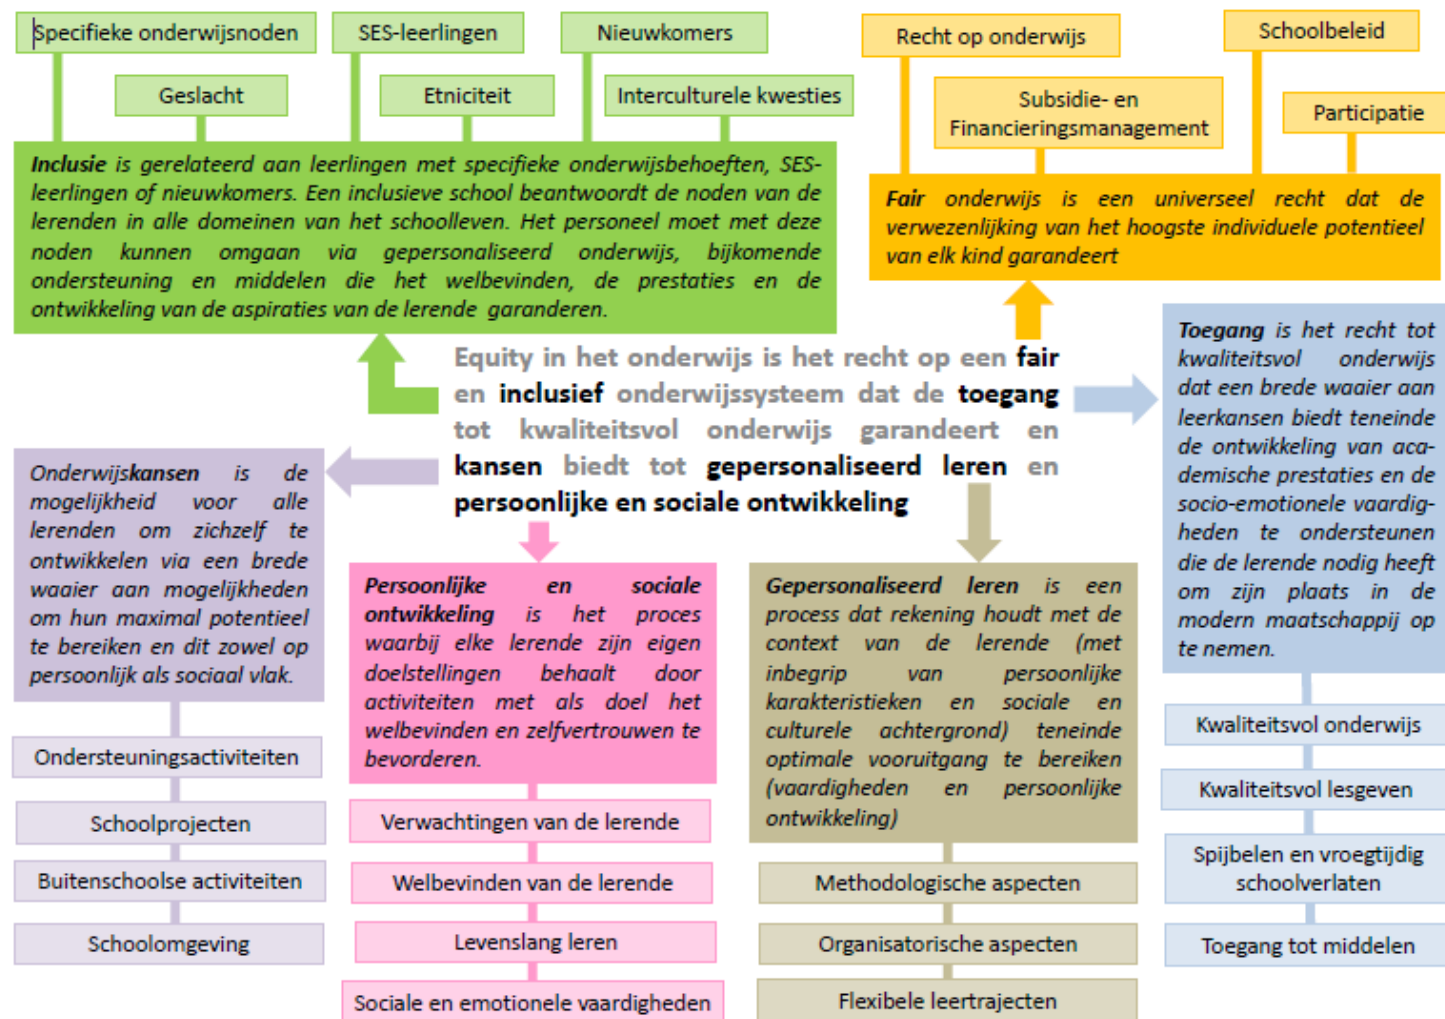 Specifieke onderwijsnoden
SES-leerlingen
Nieuwkomers
Geslacht
Etniciteit
Interculturele kwesties
Recht op onderwijs
Schoolbeleid
Subsidie- en
Financieringsmanagement
Participatie
Inclusie is gerelateerd aan leerlingen met specifieke onderwijsbehoeften, SES-
leerlingen of nieuwkomers. Een inclusieve school beantwoordt de noden van de
lerenden in alle domeinen van het schoolleven. Het personeel moet met deze
noden kunnen omgaan via gepersonaliseerd onderwijs, bijkomende
ondersteuning en middelen die het welbevinden, de prestaties en de
ontwikkeling van de aspiraties van de lerende garanderen.
Fair onderwijs is een universeel recht dat de
verwezenlijking van het hoogste individuele potentieel
van elk kind garandeert
Equity in het onderwijs is het recht op een fair
en inclusief onderwijssysteem dat de toegang
tot kwaliteitsvol onderwijs garandeert en
kansen biedt tot gepersonaliseerd leren en
persoonlijke en sociale ontwikkeling
Toegang is het recht tot
kwaliteitsvol onderwijs
dat een brede waaier aan
leerkansen biedt teneinde
de ontwikkeling van aca-
demische prestaties en de
socio-emotionele vaardig-
heden te ondersteunen
die de lerende nodig heeft
om zijn plaats in de
modern maatschappij op
te nemen.
Kwaliteitsvol onderwijs
Kwaliteitsvol lesgeven
Spijbelen en vroegtijdig
schoolverlaten
Toegang tot middelen
Onderwijskansen is de
mogelijkheid voor alle
lerenden om zichzelf te
ontwikkelen via een brede
waaier aan mogelijkheden
om hun maximal potentieel
te bereiken en dit zowel op
persoonlijk als sociaal vlak.
Ondersteuningsactiviteiten
Schoolprojecten
Buitenschoolse activiteiten
Schoolomgeving
Persoonlijke en sociale
ontwikkeling is het proces
waarbij elke lerende zijn eigen
doelstellingen behaalt door
activiteiten met als doel het
welbevinden en zelfvertrouwen te
bevorderen.
Verwachtingen van de lerende
Welbevinden van de lerende
Levenslang leren
Sociale en emotionele vaardigheden
Gepersonaliseerd leren is een
process dat rekening houdt met de
context van de lerende (met
inbegrip van persoonlijke
karakteristieken en sociale en
culturele achtergrond) teneinde
optimale vooruitgang te bereiken
(vaardigheden en persoonlijke
ontwikkeling)
Methodologische aspecten
Organisatorische aspecten
Flexibele leertrajecten